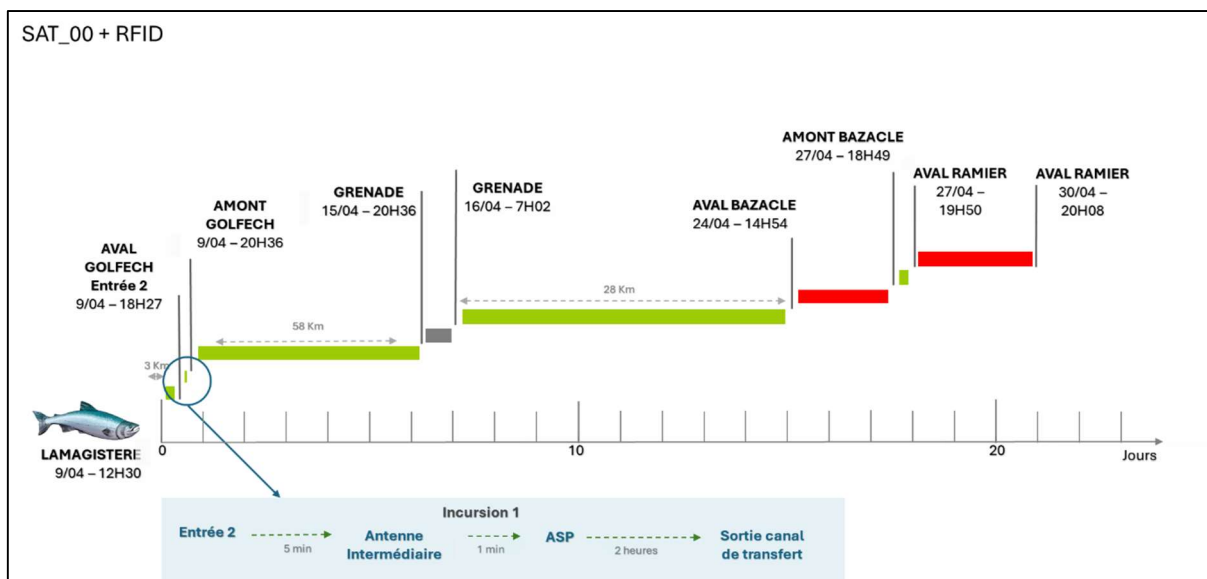 SAT_00 + RFID
AVAL
GOLFECH
Entrée 2
9/04 – 18H27
AMONT
GOLFECH
9/04 – 20H36
GRENADE
15/04 – 20H36
GRENADE
16/04 – 7H02
AVAL BAZACLE
24/04 – 14H54
AMONT BAZACLE
27/04 – 18H49
AVAL RAMIER
27/04 –
19H50
AVAL RAMIER
30/04 –
20H08
3 Km
58 Km
28 Km
LAMAGISTERE
9/04 – 12H30
0
10
20
Jours
Incursion 1
Entrée 2
5 min
Antenne
Intermédiaire
1 min
ASP
2 heures
Sortie canal
de transfert